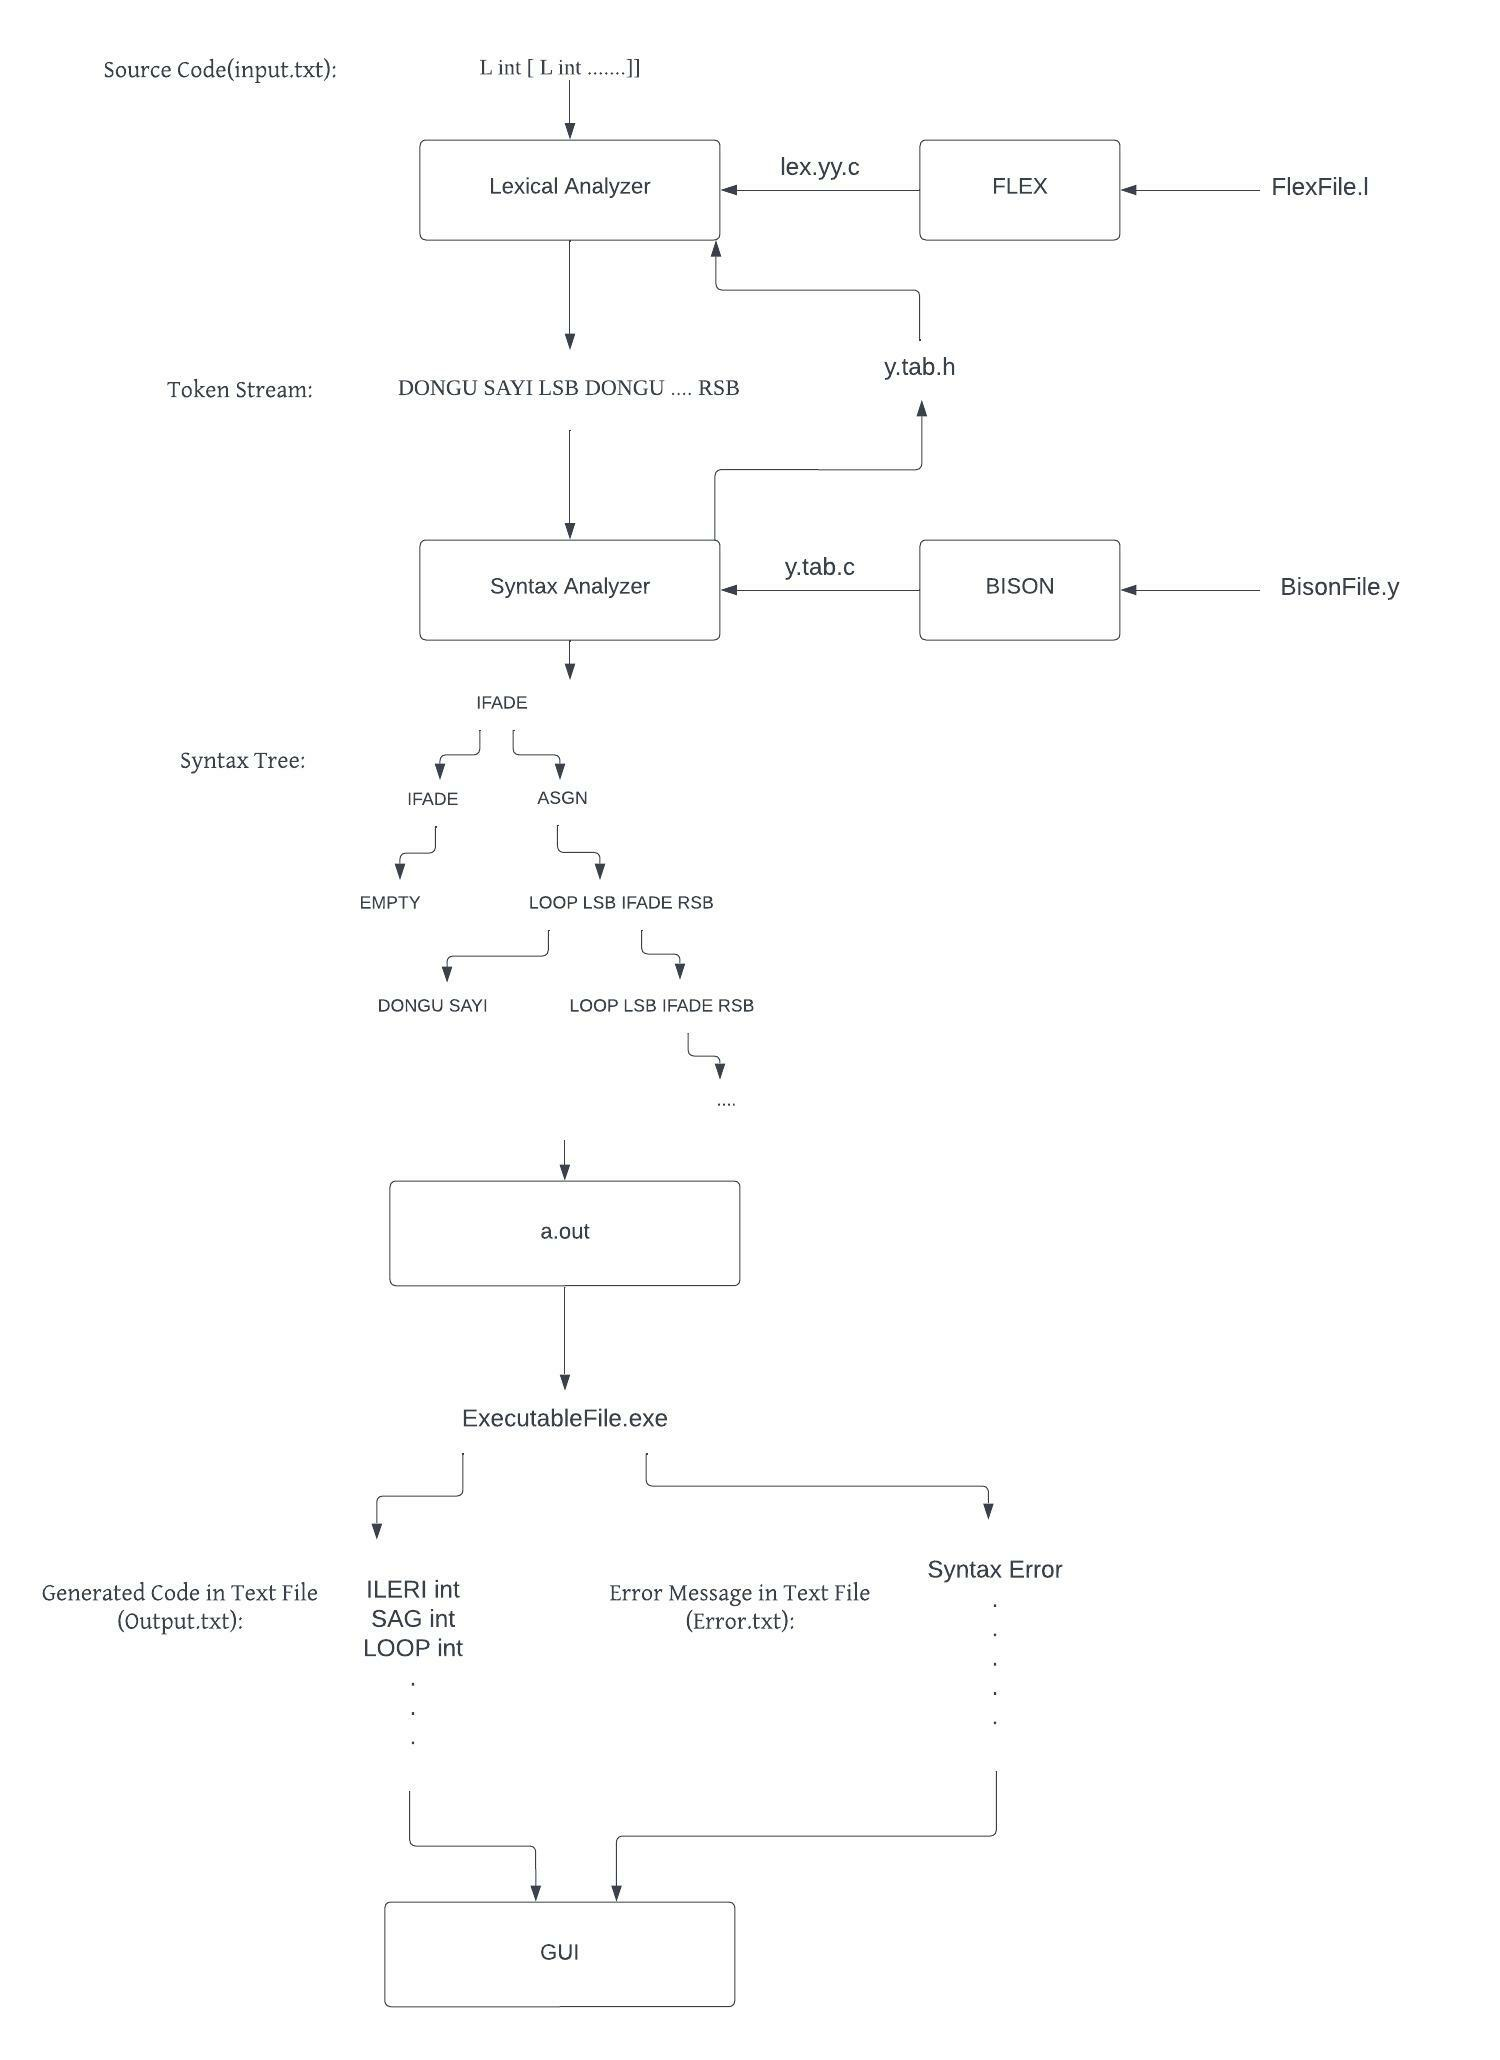 Source Code(input.txt):
L int [ L int .......]]
Lexical Analyzer
lex.yy.c
FLEX
FlexFile.l
y.tab.h
Token Stream:
DONGU SAYI LSB DONGU .... RSB
Syntax Analyzer
y.tab.c
BISON
BisonFile.y
IFADE
Syntax Tree:
IFADE
ASGN
EMPTY
LOOP LSB IFADE RSB
DONGU SAYI
LOOP LSB IFADE RSB
....
a.out
ExecutableFile.exe
Generated Code in Text File
(Output.txt):
ILERI int
SAG int
LOOP int
.
.
.
Error Message in Text File
(Error.txt):
Syntax Error
.
.
.
.
.
GUI